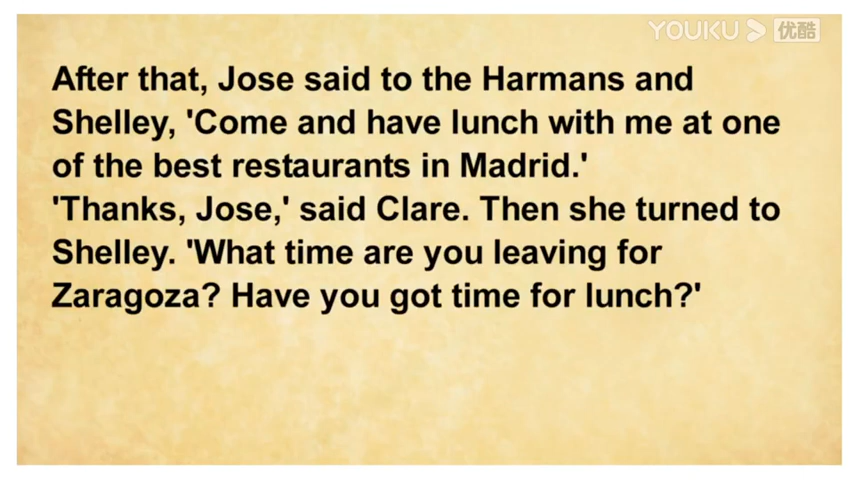 YOUKU 优酷
After that, Jose said to the Harmans and
Shelley, 'Come and have lunch with me at one
of the best restaurants in Madrid.'
'Thanks, Jose,' said Clare. Then she turned to
Shelley. 'What time are you leaving for
Zaragoza? Have you got time for lunch?'